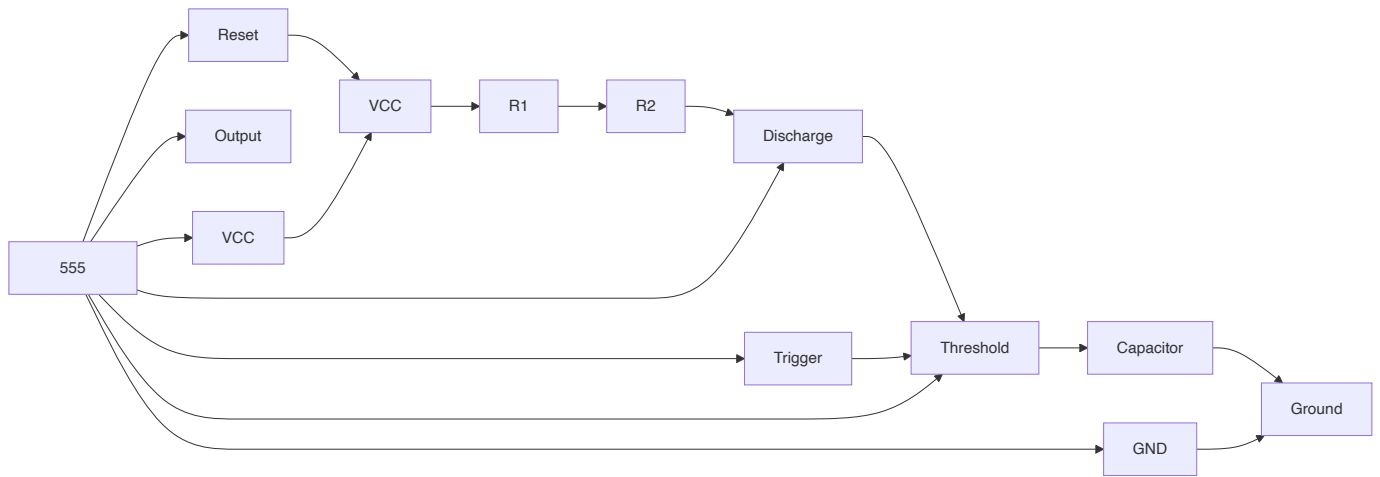 Reset
VCC
R1
R2
Output
Discharge
VCC
555
Trigger
Threshold
Capacitor
Ground
GND